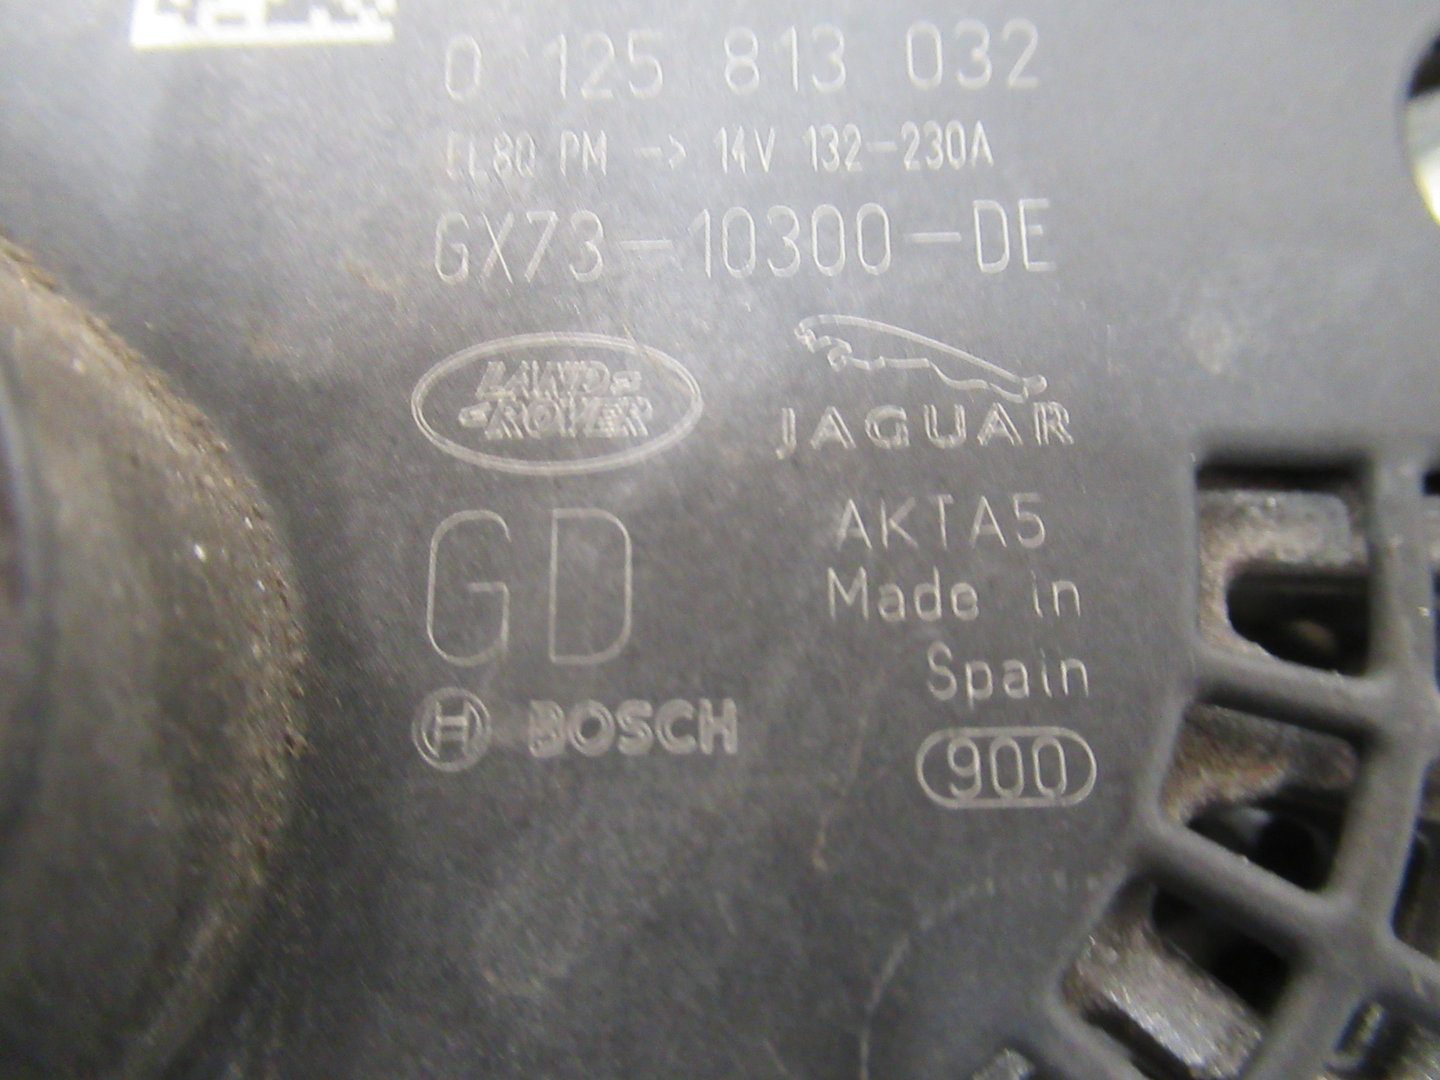 0 125 813 032
EL8Q PM -> 14V 132-230A
GX73-10300-DE
LAND-
-ROVER
JAGUAR
AKTA5
GD
Made in
Spain
BOSCH
900